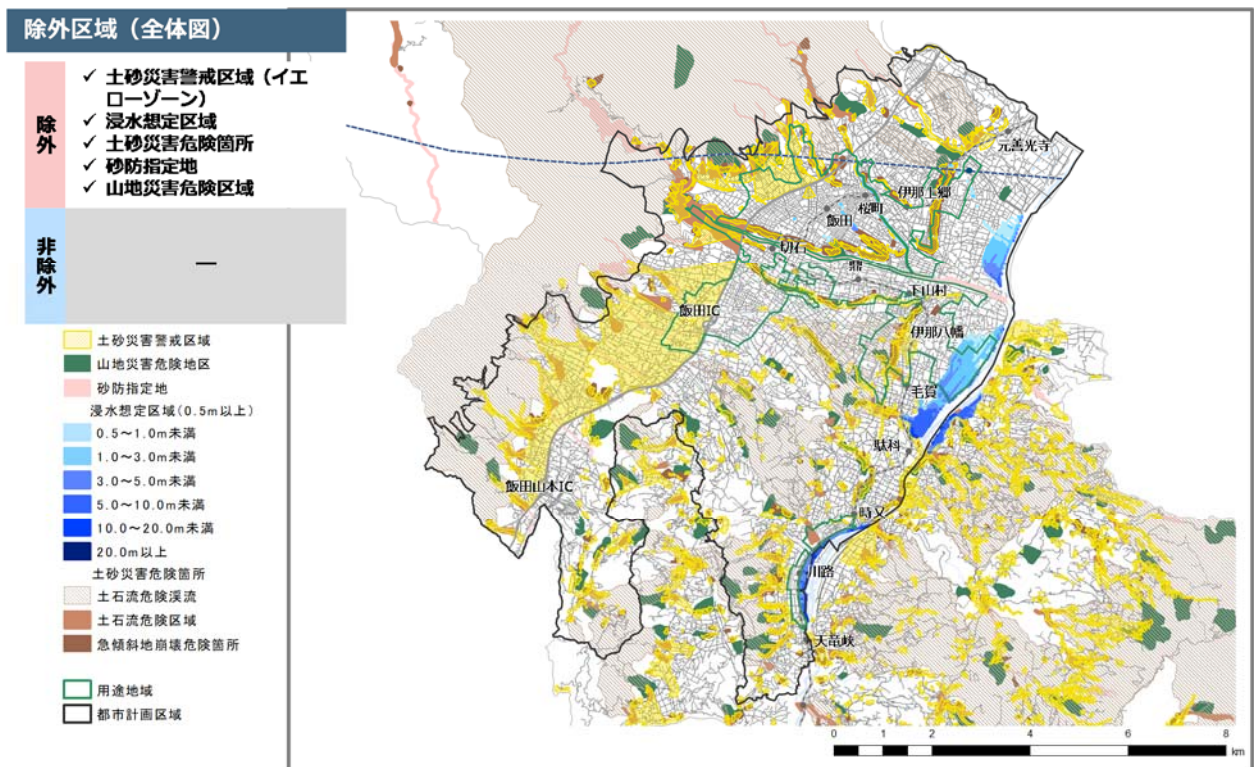 除外区域（全体図）
除外
✓ 土砂災害警戒区域（イエ
ローゾーン）
✓ 浸水想定区域
✓ 土砂災害危険箇所
✓ 砂防指定地
✓ 山地災害危険区域
非除外
―
土砂災害警戒区域
山地災害危険地区
砂防指定地
浸水想定区域(0.5m以上)
0.5～1.0m未満
1.0～3.0m未満
3.0～5.0m未満
5.0～10.0m未満
10.0～20.0m未満
20.0m以上
土砂災害危険箇所
土石流危険渓流
土石流危険区域
急傾斜地崩壊危険箇所
用途地域
都市計画区域
元善光寺
伊那上郷
桜町
飯田
切石
鼎
下山村
飯田IC
伊那八幡
毛賀
駄科
飯田山本IC
時又
川路
天竜峡
0 1 2 4 6 8
km